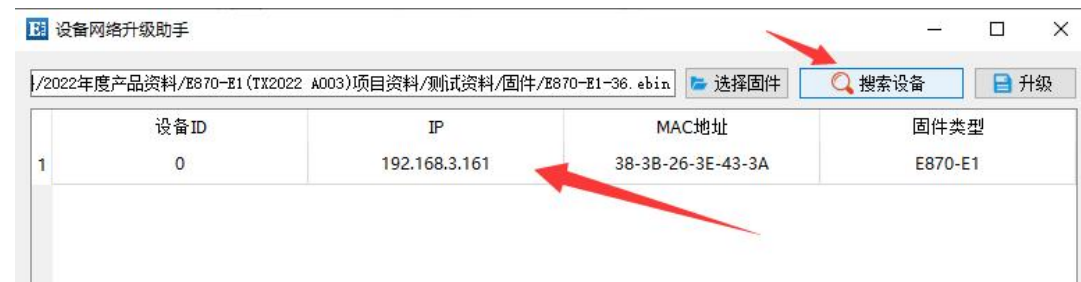 设备网络升级助手
/2022年度产品资料/E870-E1(TX2022 A003)项目资料/测试资料/固件/E870-E1-36.ebin 选择固件 搜索设备 升级
设备ID IP MAC地址 固件类型
1 0 192.168.3.161 38-3B-26-3E-43-3A E870-E1